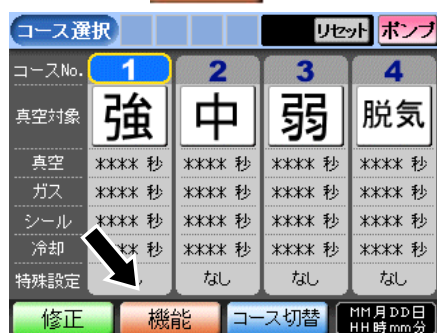 コース選択 リセット ポンプ
コースNo. 1 2 3 4
真空対象 強 中 弱 脱気
真空 **** 秒 **** 秒 **** 秒 **** 秒
ガス **** 秒 **** 秒 **** 秒 **** 秒
シール **** 秒 **** 秒 **** 秒 **** 秒
冷却 秒 **** 秒 **** 秒 **** 秒
特殊設定 なし なし なし
修正 機能 コース切替 MM月DD日
HH時mm分